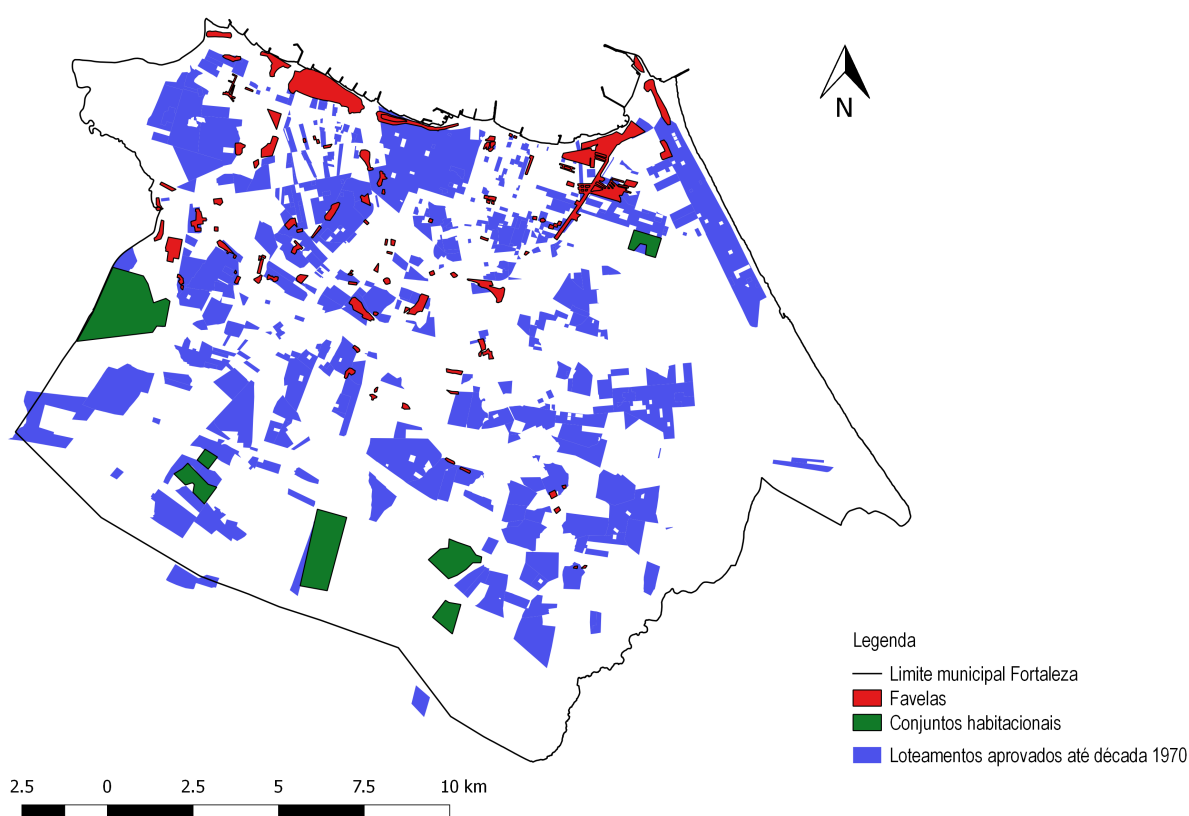 N
Legenda
Limite municipal Fortaleza
Favelas
Conjuntos habitacionais
Loteamentos aprovados até década 1970
2.5 0 2.5 5 7.5 10 km